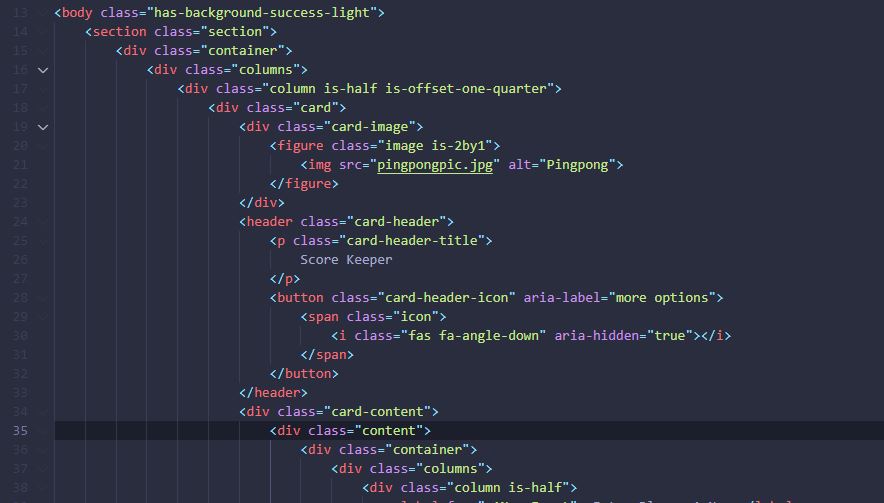 13 <body class="has-background-success-light">
14 <section class="section">
15 <div class="container">
16 <div class="columns">
17 <div class="column is-half is-offset-one-quarter">
18 <div class="card">
19 <div class="card-image">
20 <figure class="image is-2by1">
21 <img src="pingpongpic.jpg" alt="Pingpong">
22 </figure>
23 </div>
24 <header class="card-header">
25 <p class="card-header-title">
26 Score Keeper
27 </p>
28 <button class="card-header-icon" aria-label="more options">
29 <span class="icon">
30 <i class="fas fa-angle-down" aria-hidden="true"></i>
31 </span>
32 </button>
33 </header>
34 <div class="card-content">
35 <div class="content">
36 <div class="container">
37 <div class="columns">
38 <div class="column is-half">